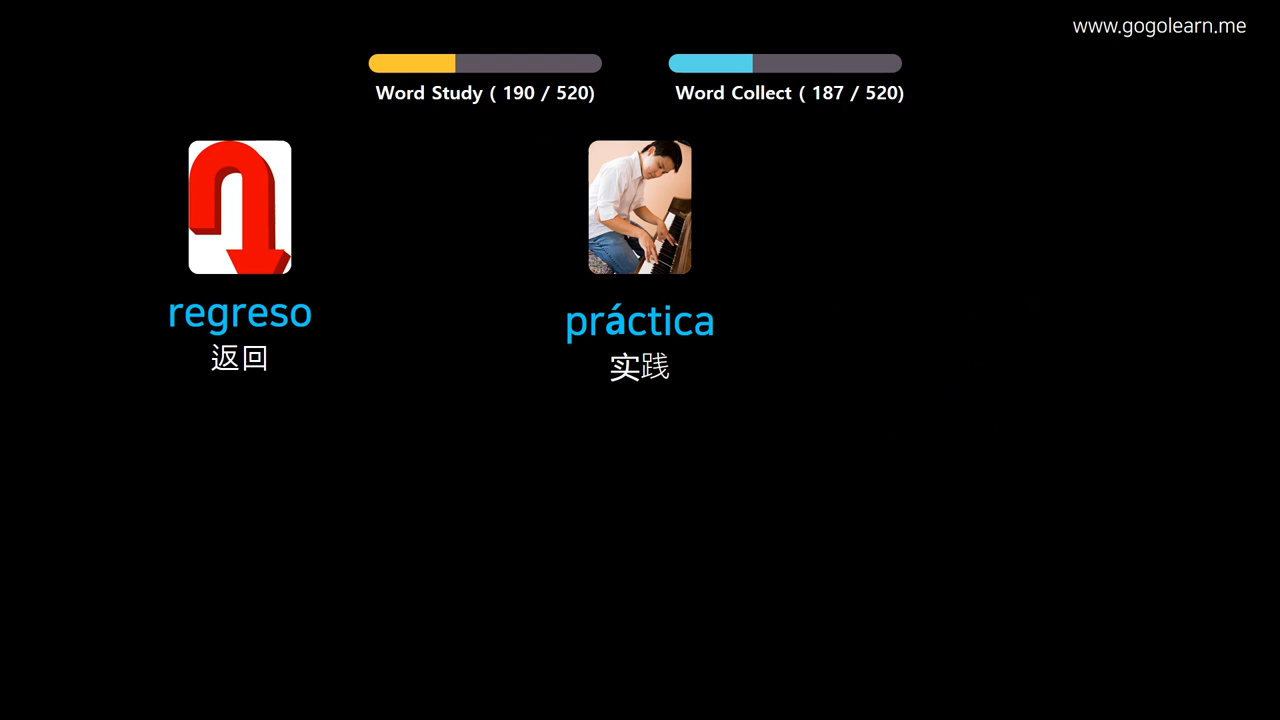 www.gogolearn.me
Word Study ( 190 / 520)
Word Collect ( 187 / 520)
regreso
返回
práctica
实践